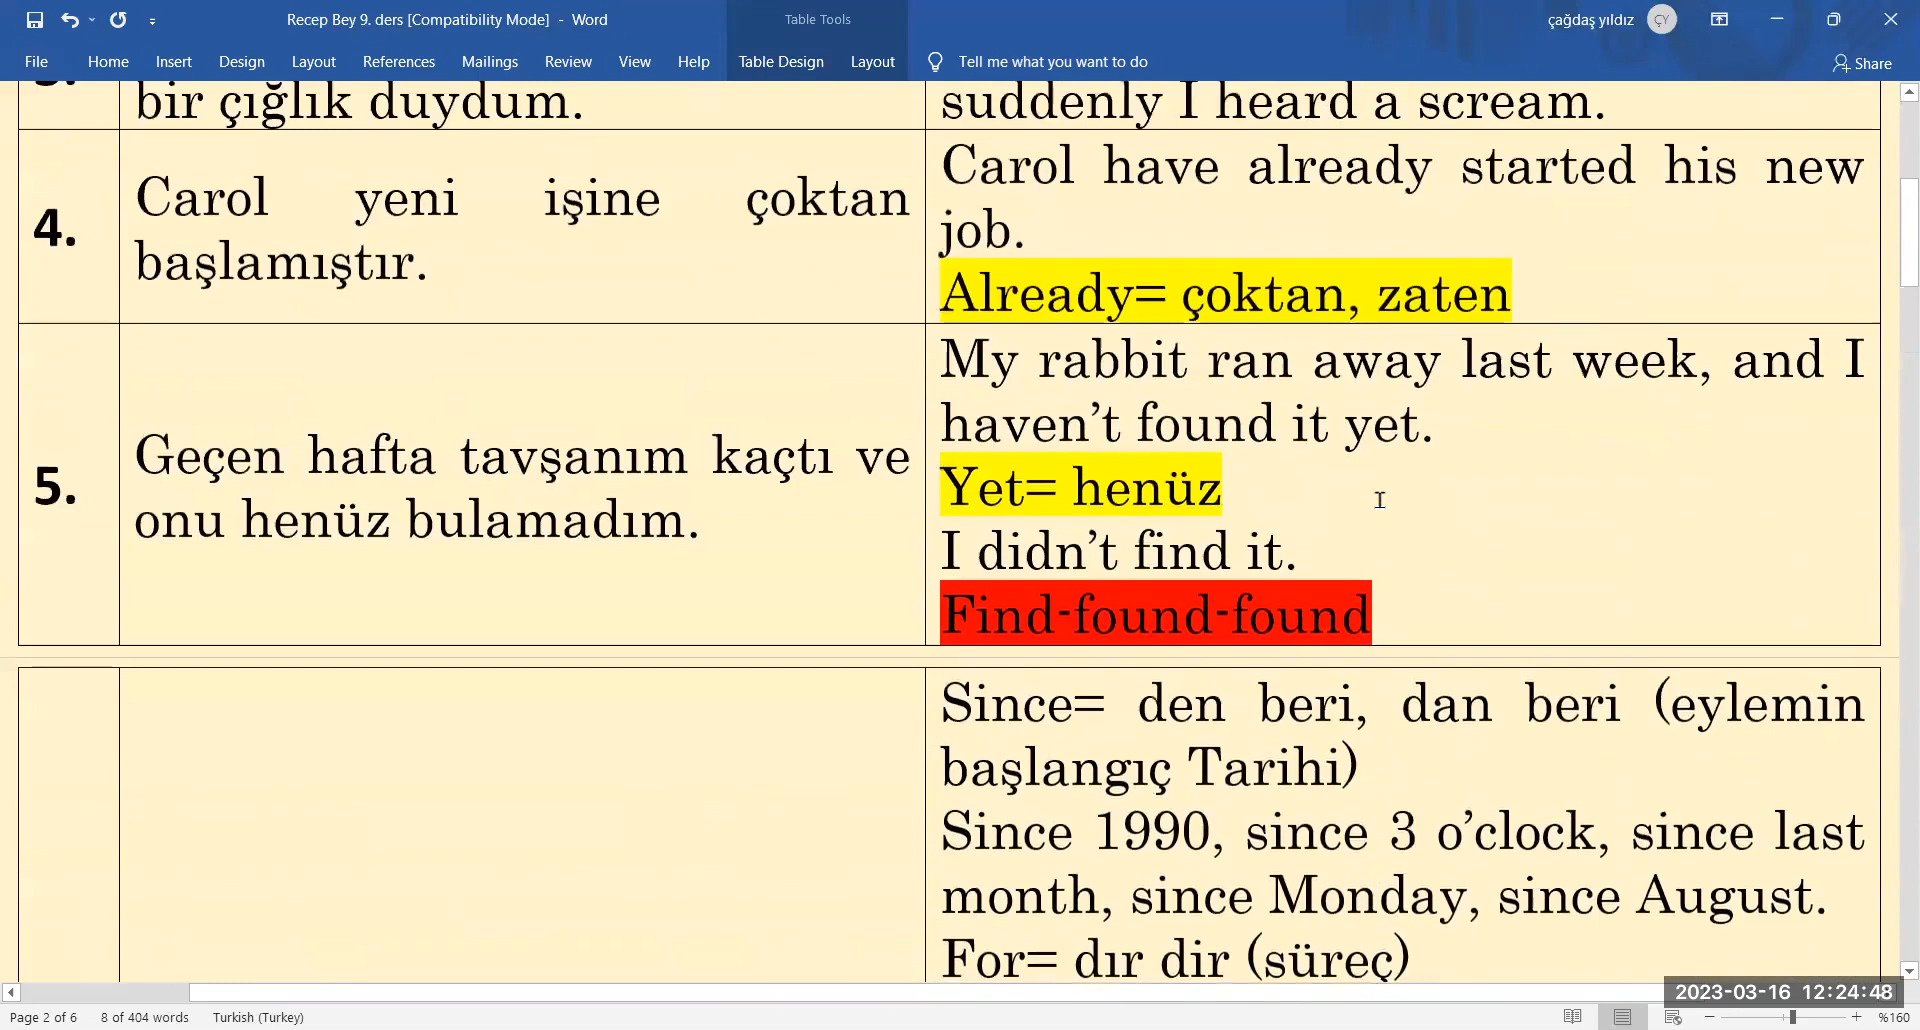 Recep Bey 9. ders [Compatibility Mode] - Word
Table Tools
çağdaş yıldız
ÇY
File Home Insert Design Layout References Mailings Review View Help Table Design Layout Tell me what you want to do
Share
bir çığlık duydum.
suddenly I heard a scream.
4.
Carol yeni işine çoktan
başlamıştır.
Carol have already started his new
job.
Already= çoktan, zaten
5.
Geçen hafta tavşanım kaçtı ve
onu henüz bulamadım.
My rabbit ran away last week, and I
haven’t found it yet.
Yet= henüz
I didn’t find it.
Find-found-found
Since= den beri, dan beri (eylemin
başlangıç Tarihi)
Since 1990, since 3 o’clock, since last
month, since Monday, since August.
For= dır dir (süreç)
2023-03-16 12:24:48
Page 2 of 6 8 of 404 words Turkish (Turkey)
%160